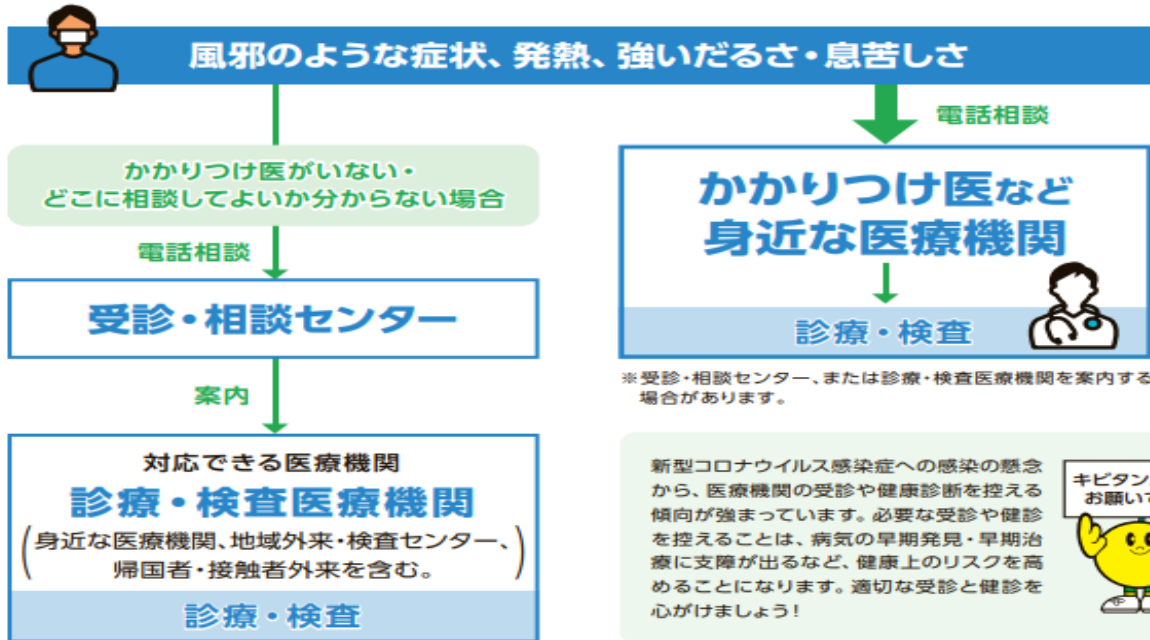 風邪のような症状、発熱、強いだるさ・息苦しさ
かかりつけ医がいない・
どこに相談してよいか分からない場合
電話相談
受診・相談センター
案内
対応できる医療機関
診療・検査医療機関
(身近な医療機関、地域外来・検査センター、
帰国者・接触者外来を含む。)
診療・検査
電話相談
かかりつけ医など
身近な医療機関
診療・検査
※受診・相談センター、または診療・検査医療機関を案内する
場合があります。
新型コロナウイルス感染症への感染の懸念
から、医療機関の受診や健康診断を控える
傾向が強まっています。必要な受診や健診
を控えることは、病気の早期発見・早期治
療に支障が出るなど、健康上のリスクを高
めることになります。適切な受診と健診を
心がけましょう!
キビタン
お願い